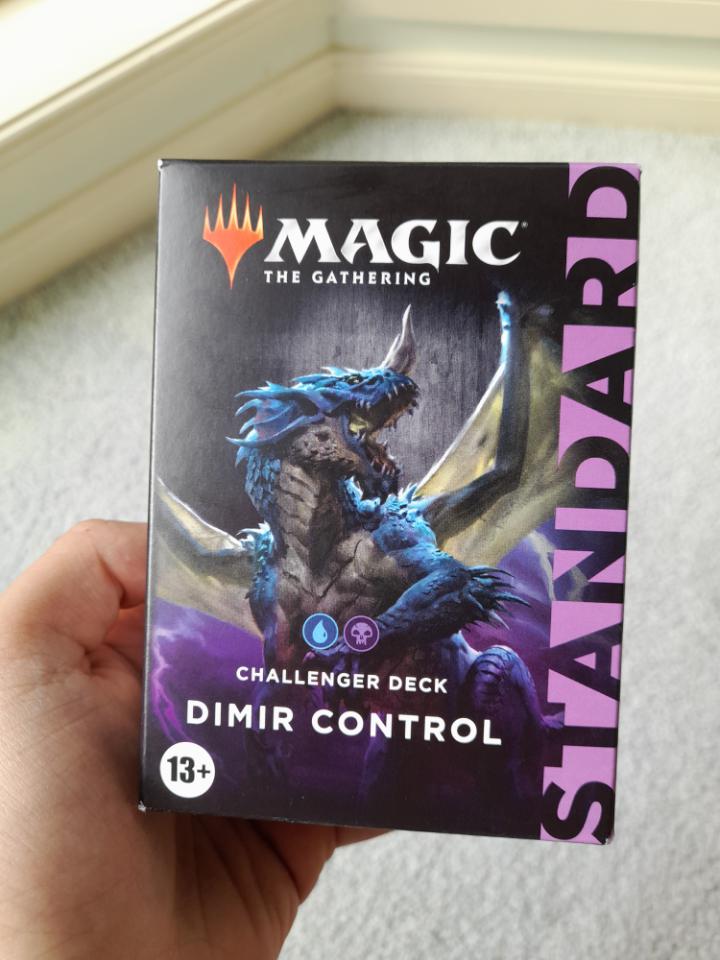 MAGIC®
THE GATHERING
STANDARD
CHALLENGER DECK
DIMIR CONTROL
13+